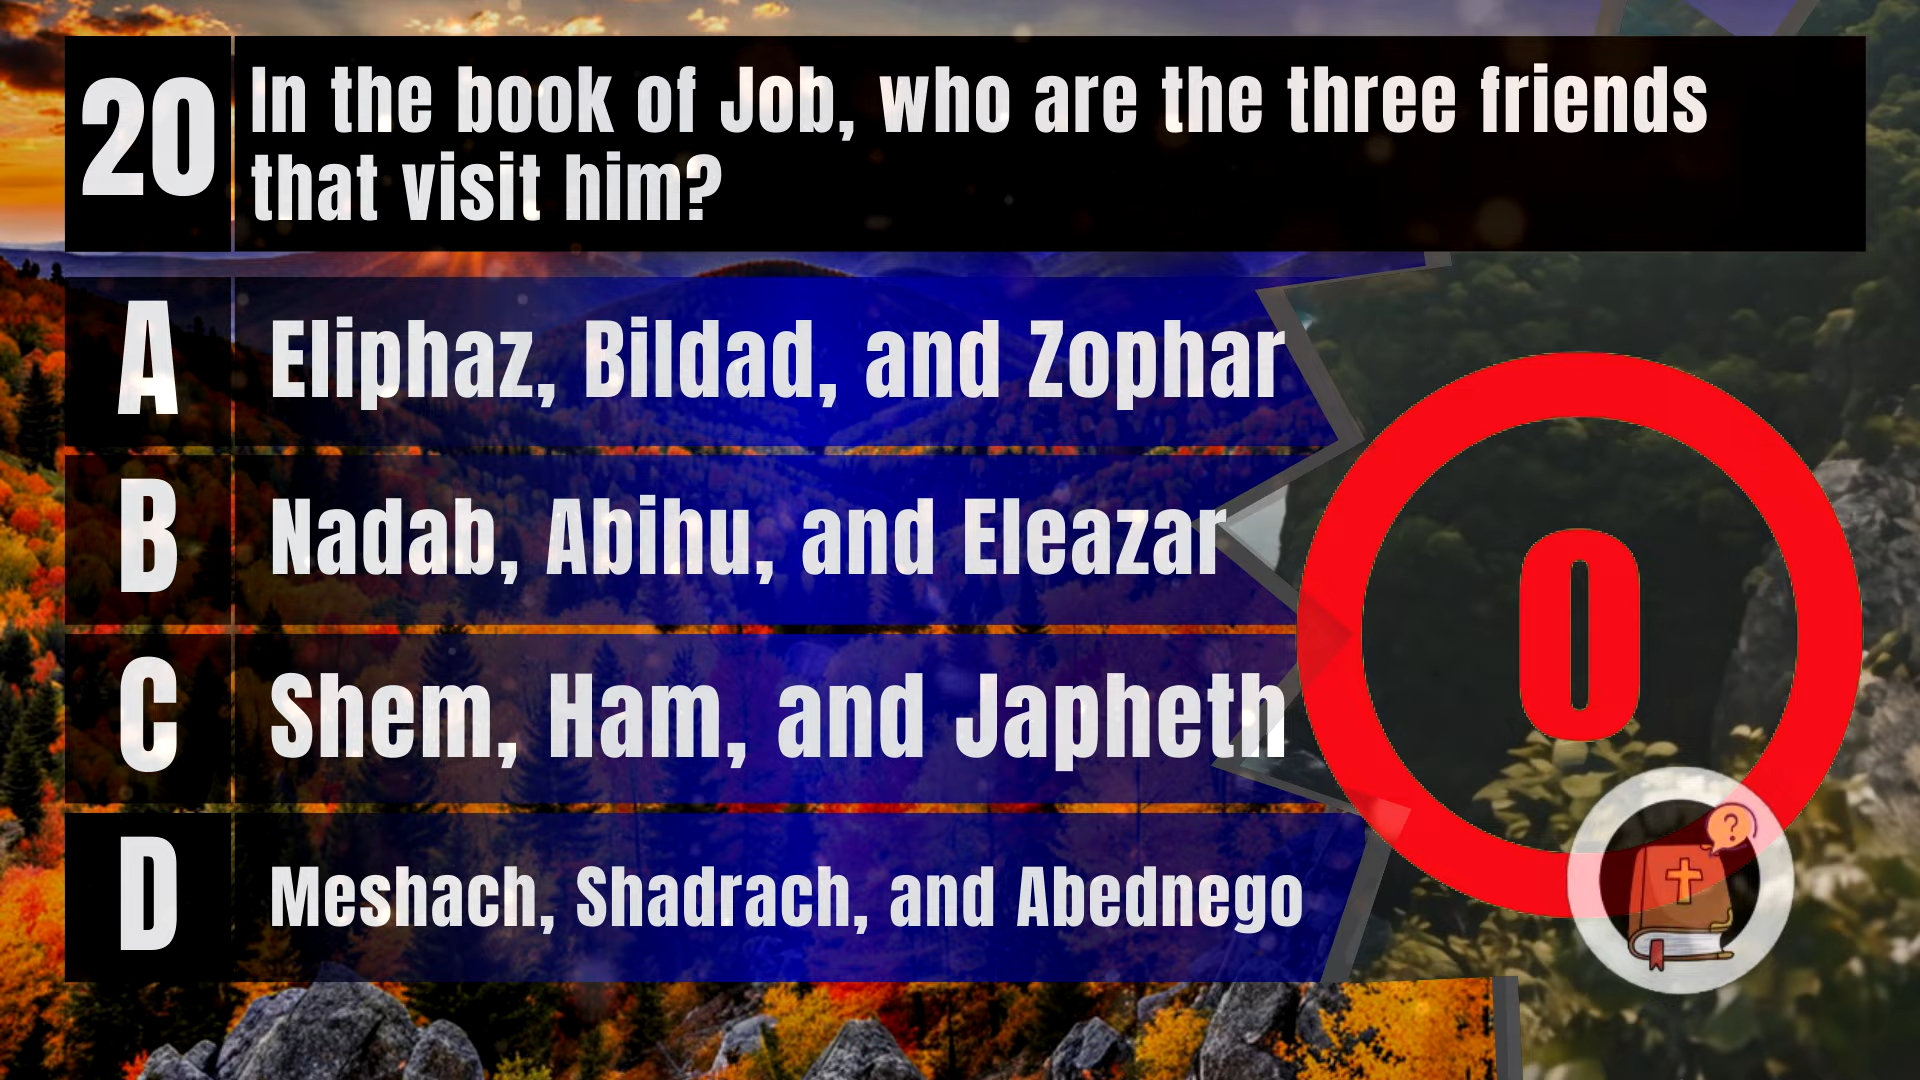 20
In the book of Job, who are the three friends
that visit him?
A
Eliphaz, Bildad, and Zophar
B
Nadab, Abihu, and Eleazar
C
Shem, Ham, and Japheth
D
Meshach, Shadrach, and Abednego
0
?